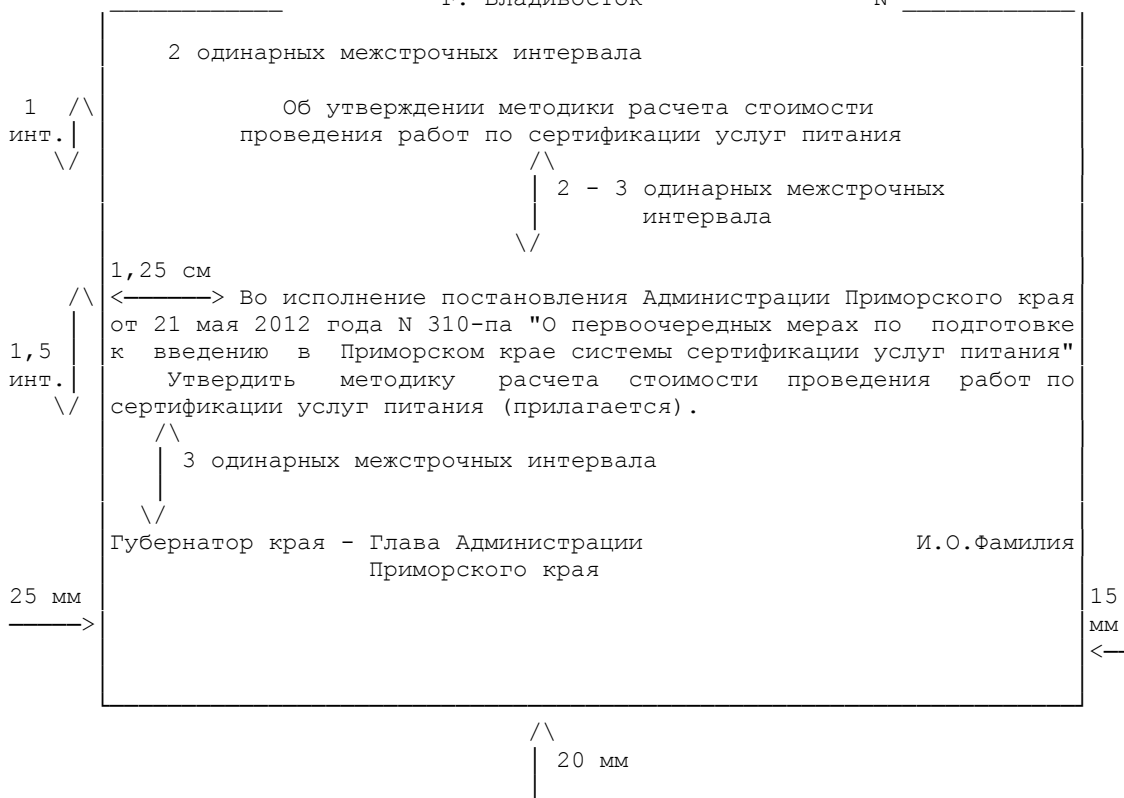 ____________ г. Владивосток N ____________
2 одинарных межстрочных интервала
1 /\ Об утверждении методики расчета стоимости
инт.| проведения работ по сертификации услуг питания
\/ /\
2 - 3 одинарных межстрочных
интервала
\/
1,25 см
/\ <──────> Во исполнение постановления Администрации Приморского края
от 21 мая 2012 года N 310-па "О первоочередных мерах по подготовке
1,5 к введению в Приморском крае системы сертификации услуг питания"
инт.| Утвердить методику расчета стоимости проведения работ по
\/ сертификации услуг питания (прилагается).
/\
3 одинарных межстрочных интервала
\/
Губернатор края - Глава Администрации И.О.Фамилия
Приморского края
25 мм 15
─────> мм
<──
/\
20 мм